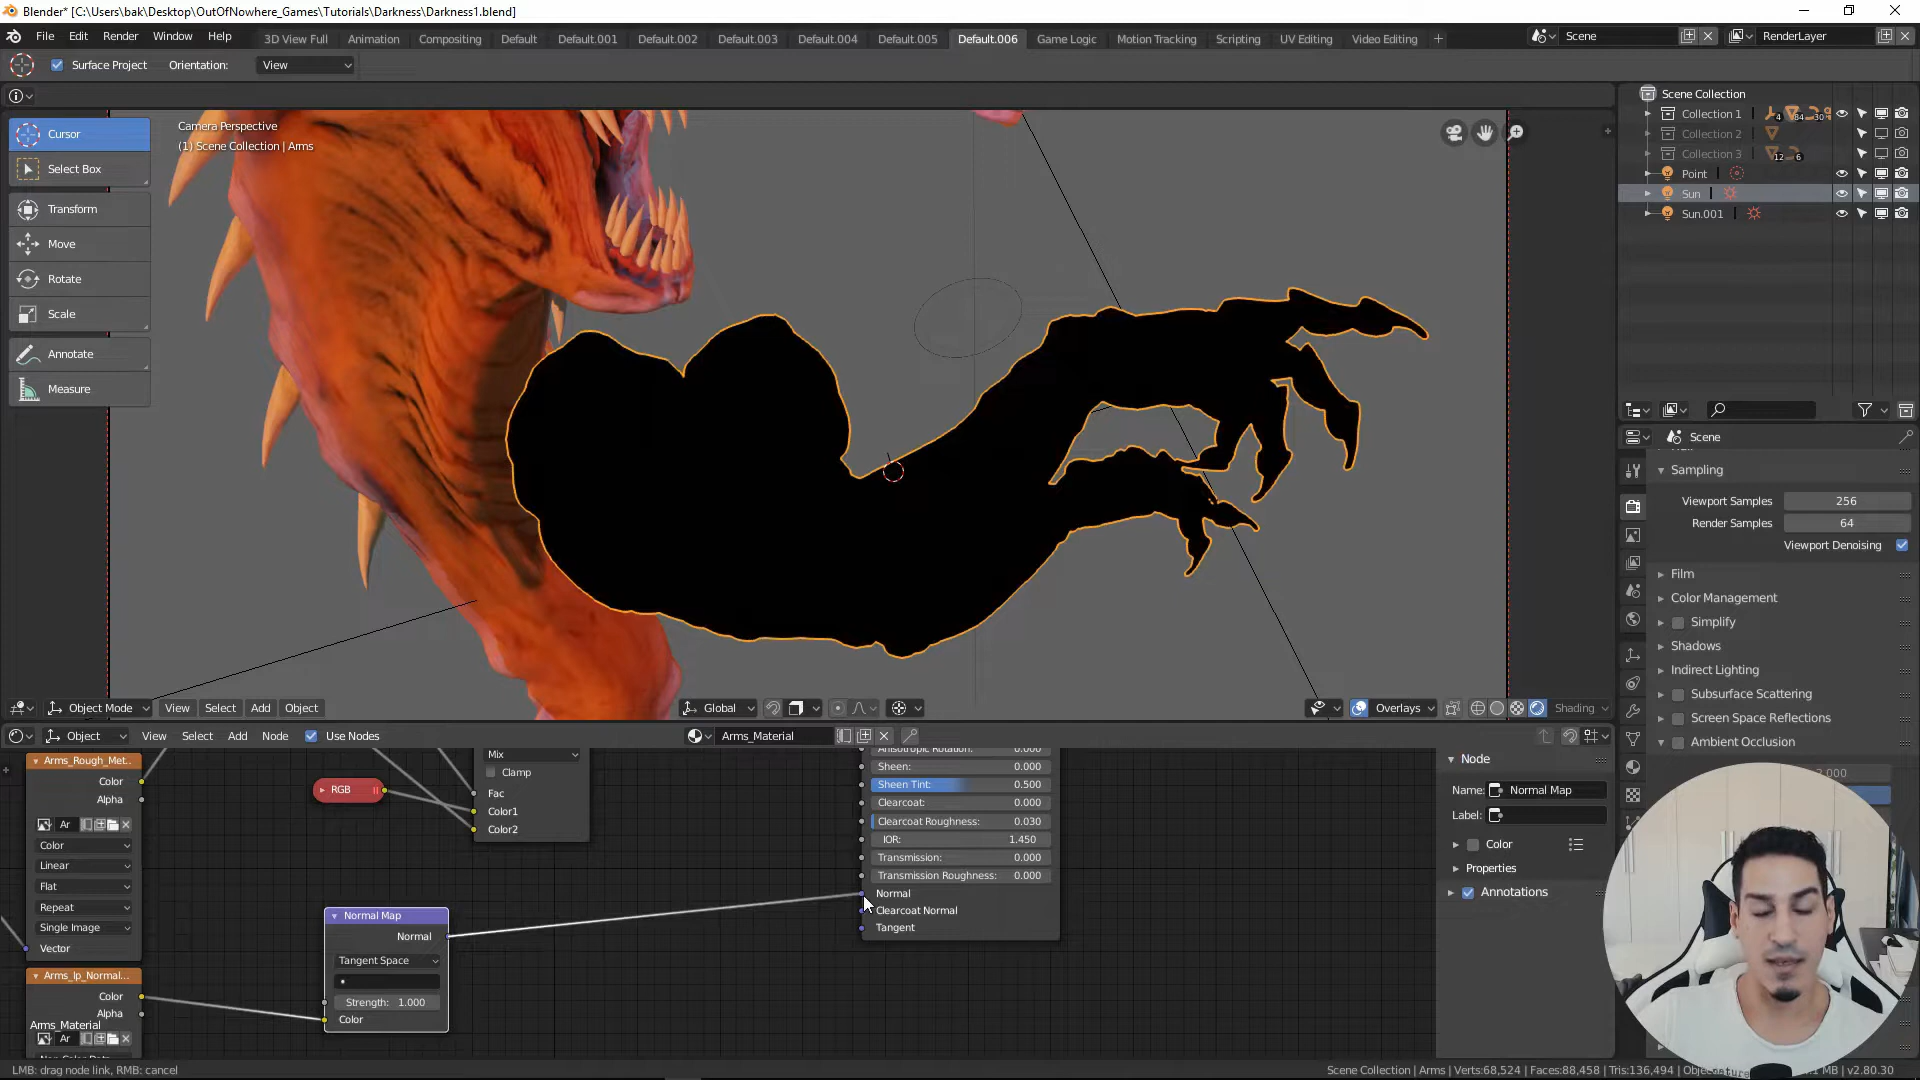 Blender* [C:\Users\bak\Desktop\OutOfNowhere_Games\Tutorials\Darkness\Darkness1.blend]
File Edit Render Window Help 3D View Full Animation Compositing Default Default.001 Default.002 Default.003 Default.004 Default.005 Default.006 Game Logic Motion Tracking Scripting UV Editing Video Editing + Scene RenderLayer
Surface Project Orientation: View
Scene Collection
Collection 1 4 84 30
Collection 2
Collection 3 12 6
Point
Sun
Sun.001
Cursor
Select Box
Transform
Move
Rotate
Scale
Annotate
Measure
Camera Perspective
(1) Scene Collection | Arms
Scene
Sampling
Viewport Samples 256
Render Samples 64
Viewport Denoising
Film
Color Management
Simplify
Shadows
Indirect Lighting
Subsurface Scattering
Screen Space Reflections
Ambient Occlusion
Object Mode View Select Add Object Global Overlays Shading
Object View Select Add Node Use Nodes Arms_Material
Arms_Rough_Met..
Color
Alpha
Ar
Color
Linear
Flat
Repeat
Single Image
Vector
Arms_lp_Normal...
Color
Alpha
Arms_Material
Ar
RGB
Mix
Clamp
Fac
Color1
Color2
Normal Map
Normal
Tangent Space
Strength: 1.000
Color
Sheen: 0.000
Sheen Tint: 0.500
Clearcoat: 0.000
Clearcoat Roughness: 0.030
IOR: 1.450
Transmission: 0.000
Transmission Roughness: 0.000
Normal
Clearcoat Normal
Tangent
Node
Name: Normal Map
Label:
Color
Properties
Annotations
LMB: drag node link, RMB: cancel
Scene Collection | Arms | Verts:68,524 | Faces:88,458 | Tris:136,494 | v2.80.30